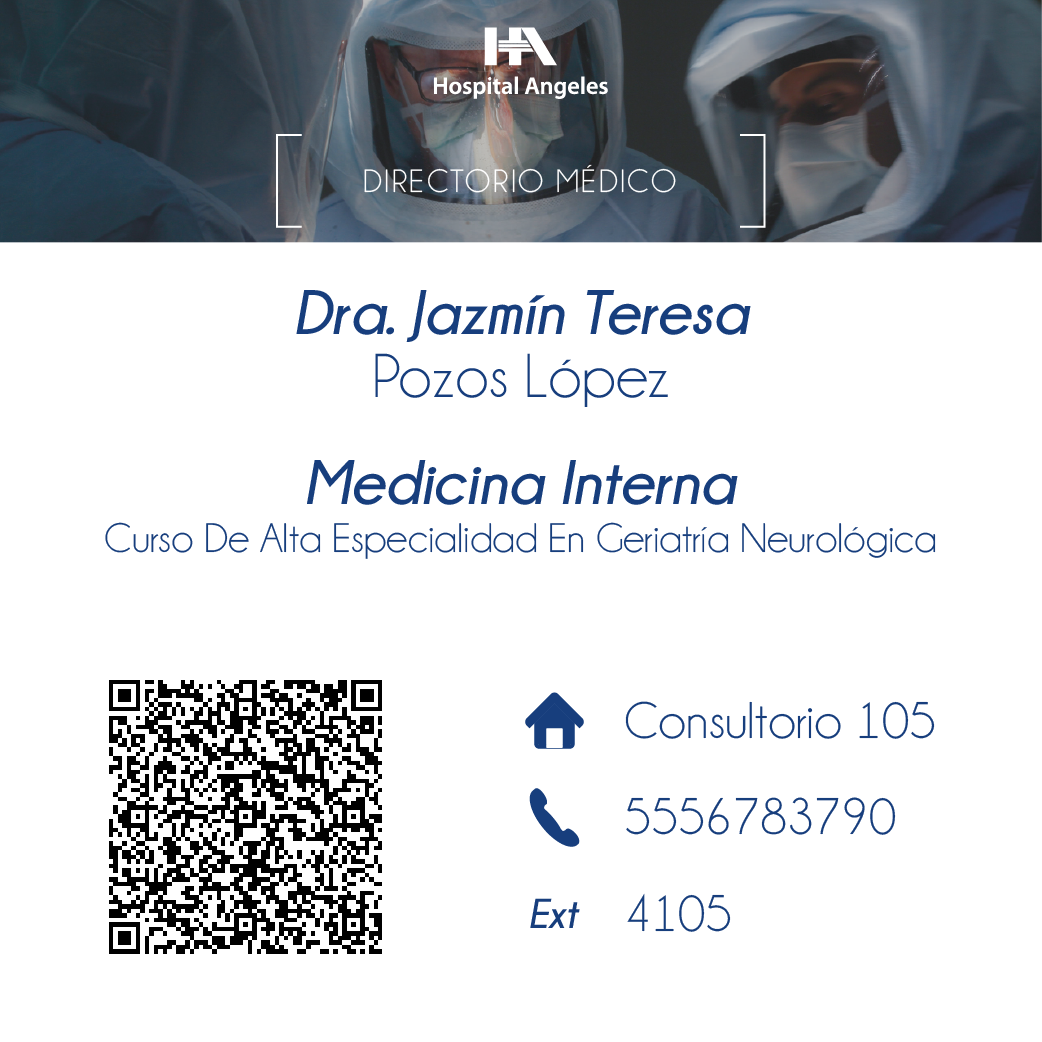 HA
Hospital Angeles
DIRECTORIO MÉDICO
Dra. Jazmín Teresa
Pozos López
Medicina Interna
Curso De Alta Especialidad En Geriatría Neurológica
Consultorio 105
5556783790
Ext 4105